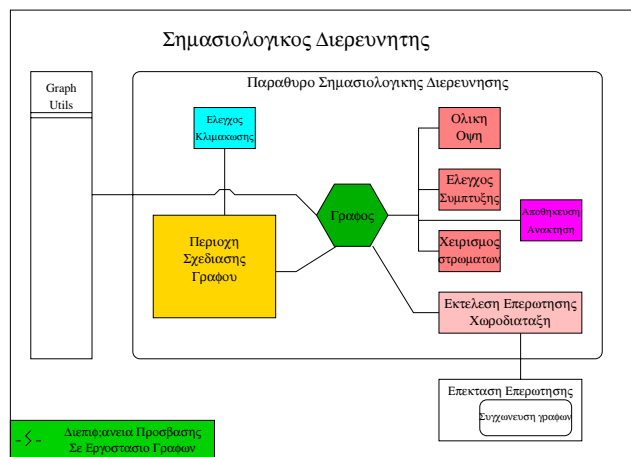 Σημασιολογικος Διερευνητης
Graph
Utils
Παραθυρο Σημασιολογικης Διερευνησης
Ελεγχος
Κλιμακωσης
Ολικη
Οψη
Ελεγχος
Συμπτυξης
Γραφος
Αποθηκευση
Ανακτηση
Περιοχη
Σχεδιασης
Γραφου
Χειρισμος
στρωματων
Εκτελεση Επερωτησης
Χωροδιαταξη
Επεκταση Επερωτησης
Συγχωνευση γραφων
Διεπιφ;ανεια Προσβασης
Σε Εργοστασιο Γραφων